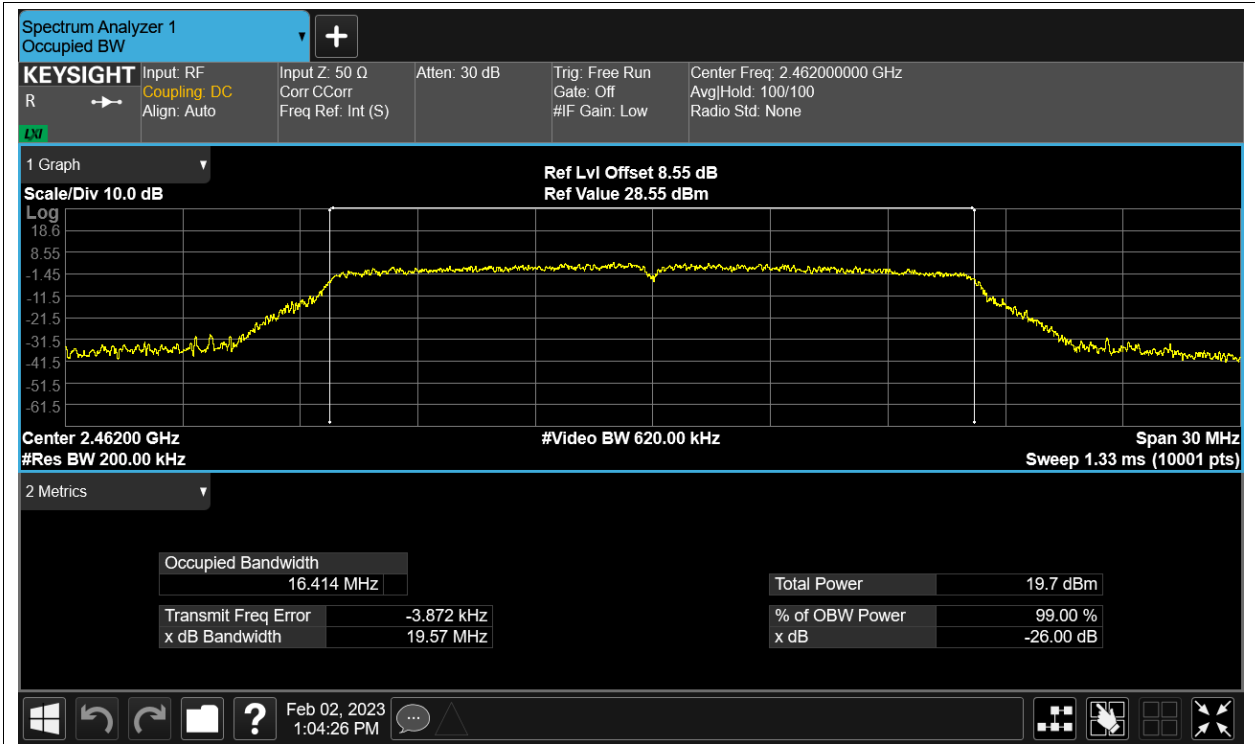 Spectrum Analyzer 1
Occupied BW
+
KEYSIGHT
R
LXI
Input: RF
Coupling: DC
Align: Auto
Input Z: 50 Ω
Corr CCorr
Freq Ref: Int (S)
Atten: 30 dB
Trig: Free Run
Gate: Off
#IF Gain: Low
Center Freq: 2.462000000 GHz
Avg|Hold: 100/100
Radio Std: None
1 Graph
Scale/Div 10.0 dB
Ref Lvl Offset 8.55 dB
Ref Value 28.55 dBm
Log
18.6
8.55
-1.45
-11.5
-21.5
-31.5
-41.5
-51.5
-61.5
Center 2.46200 GHz
#Res BW 200.00 kHz
#Video BW 620.00 kHz
Span 30 MHz
Sweep 1.33 ms (10001 pts)
2 Metrics
Occupied Bandwidth
16.414 MHz
Transmit Freq Error -3.872 kHz
x dB Bandwidth 19.57 MHz
Total Power 19.7 dBm
% of OBW Power 99.00 %
x dB -26.00 dB
?
Feb 02, 2023
1:04:26 PM